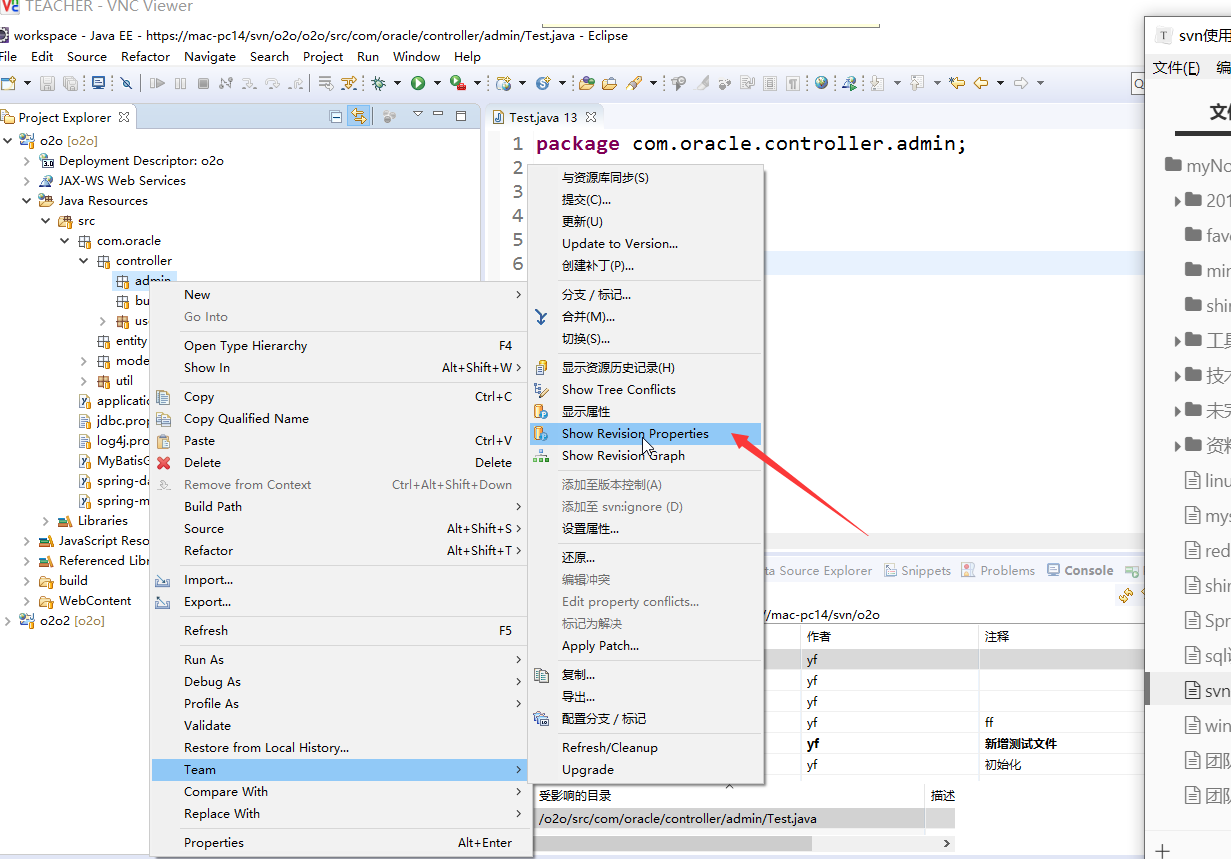 TEACHER - VNC Viewer
workspace - Java EE - https://mac-pc14/svn/o2o/o2o/src/com/oracle/controller/admin/Test.java - Eclipse
File Edit Source Refactor Navigate Search Project Run Window Help
Project Explorer
o2o [o2o]
Deployment Descriptor: o2o
3.0
JAX-WS Web Services
Java Resources
src
com.oracle
controller
admin
bu
us
entity
mode
util
applicatio
jdbc.prop
log4j.pro
MyBatisG
spring-da
spring-m
Libraries
JavaScript Reso
Referenced Libr
build
WebContent
o2o2 [o2o]
New
Go Into
Open Type Hierarchy F4
Show In Alt+Shift+W
Copy Ctrl+C
Copy Qualified Name
Paste Ctrl+V
Delete Delete
Remove from Context Ctrl+Alt+Shift+Down
Build Path
Source Alt+Shift+S
Refactor Alt+Shift+T
Import...
Export...
Refresh F5
Run As
Debug As
Profile As
Validate
Restore from Local History...
Team
Compare With
Replace With
Properties Alt+Enter
Test.java 13
1 package com.oracle.controller.admin;
2
3
4
5
6
与资源库同步(S)
提交(C)...
更新(U)
Update to Version...
创建补丁(P)...
分支 / 标记...
合并(M)...
切换(S)...
显示资源历史记录(H)
Show Tree Conflicts
显示属性
Show Revision Properties
Show Revision Graph
添加至版本控制(A)
添加至 svn:ignore (D)
设置属性...
还原...
编辑冲突
Edit property conflicts...
标记为解决
Apply Patch...
复制...
导出...
配置分支 / 标记
Refresh/Cleanup
Upgrade
ta Source Explorer Snippets Problems Console
//mac-pc14/svn/o2o
作者 注释
yf
yf
yf
yf ff
yf 新增测试文件
yf 初始化
受影响的目录 描述
/o2o/src/com/oracle/controller/admin/Test.java
T svn使用
文件(F) 编
文件
myNo
201
favo
min
shir
工具
技术
未完
资料
linu
mys
red
shir
Spr
sql语
svn
win
团队
团队